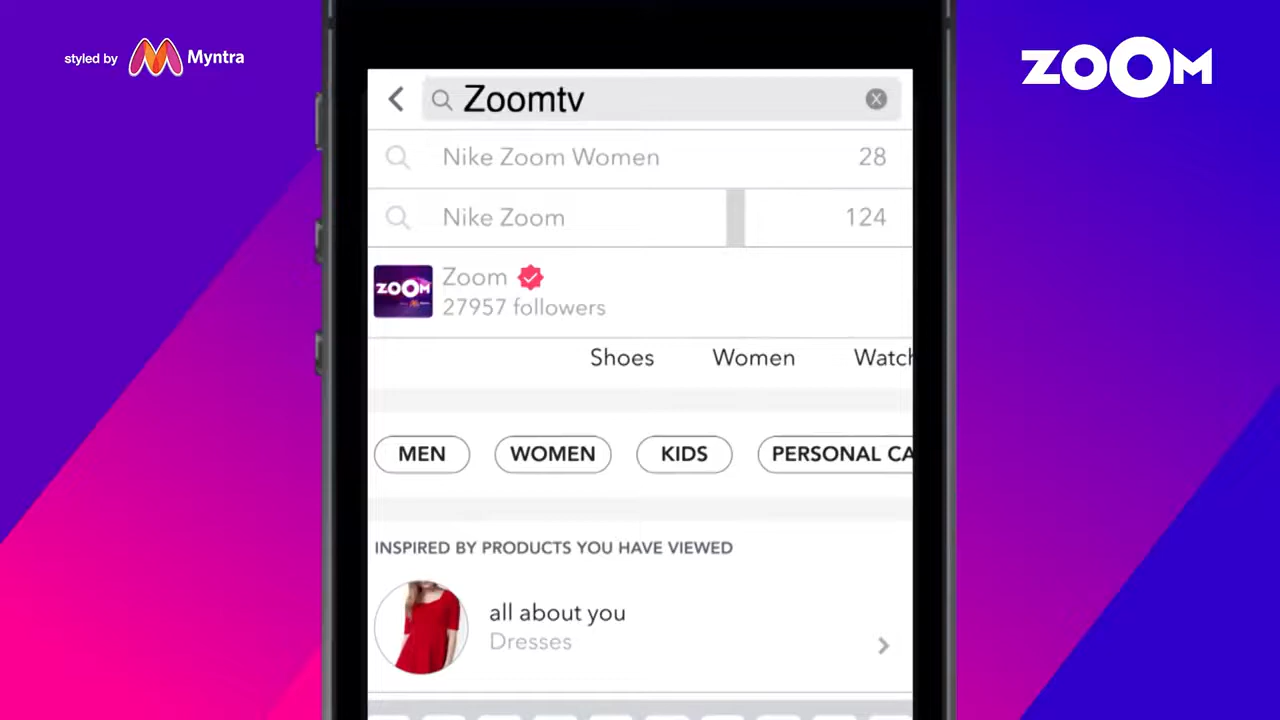 styled by Myntra
ZOOM
Zoomtv
Nike Zoom Women 28
Nike Zoom 124
ZOOM
Zoom
27957 followers
Shoes Women Watch
MEN WOMEN KIDS PERSONAL CA
INSPIRED BY PRODUCTS YOU HAVE VIEWED
all about you
Dresses